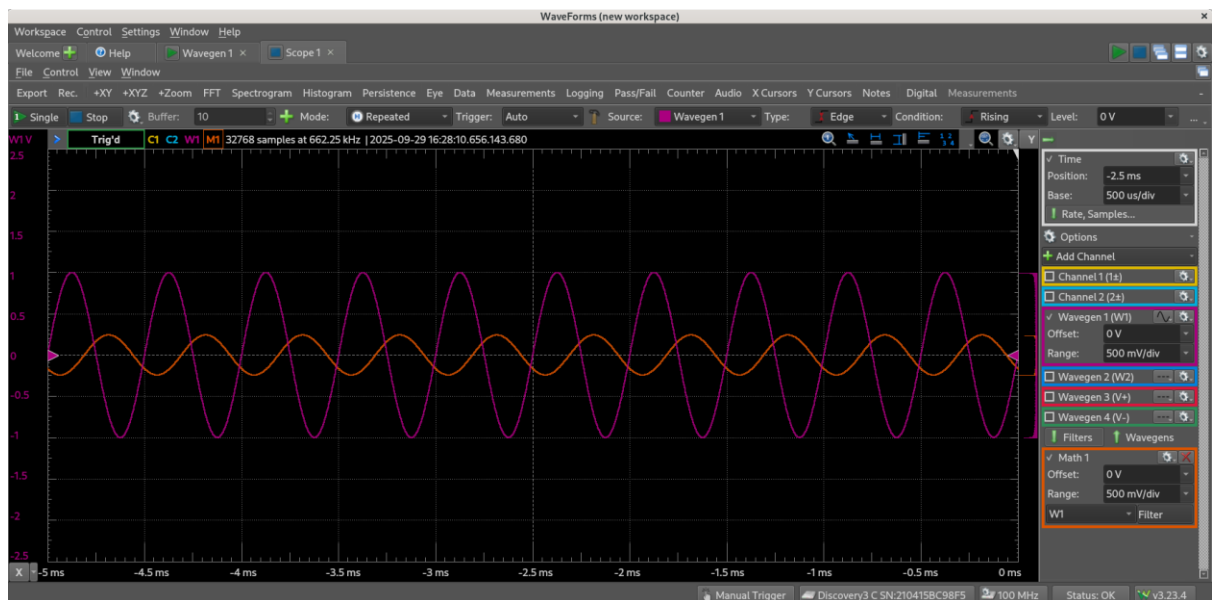 WaveForms (new workspace)
Workspace Control Settings Window Help
Welcome Help Wavegen 1 Scope 1
File Control View Window
Export Rec. +XY +XYZ +Zoom FFT Spectrogram Histogram Persistence Eye Data Measurements Logging Pass/Fail Counter Audio X Cursors Y Cursors Notes Digital Measurements
Single Stop Buffer: 10 Mode: Repeated Trigger: Auto Source: Wavegen 1 Type: Edge Condition: Rising Level: 0 V ...
W1 V Trig'd C1 C2 W1 M1 32768 samples at 662.25 kHz | 2025-09-29 16:28:10.656.143.680 Y
2.5
2
1.5
1
0.5
0
-0.5
-1
-1.5
-2
-2.5
X -5 ms -4.5 ms -4 ms -3.5 ms -3 ms -2.5 ms -2 ms -1.5 ms -1 ms -0.5 ms 0 ms
Time
Position: -2.5 ms
Base: 500 us/div
Rate, Samples...
Options
Add Channel
Channel 1 (1±)
Channel 2 (2±)
Wavegen 1 (W1)
Offset: 0 V
Range: 500 mV/div
Wavegen 2 (W2)
Wavegen 3 (V+)
Wavegen 4 (V-)
Filters Wavegens
Math 1
Offset: 0 V
Range: 500 mV/div
W1 Filter
Manual Trigger Discovery3 C SN:210415BC98F5 100 MHz Status: OK v3.23.4